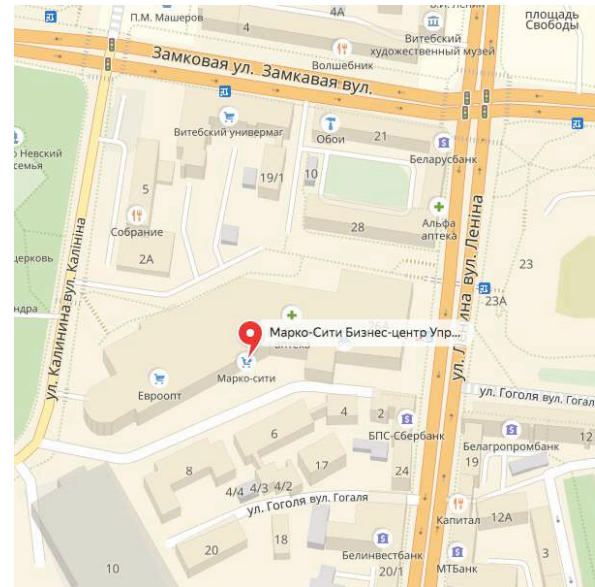 П.М. Машеров
4А
4
В.И. Ленин
площадь
Свободы
Витебский
художественный музей
Волшебник
Замковая ул. Замкавая вул.
Витебский универмаг
Обои
21
Беларусбанк
Невский
19/1
10
5
Собрание
2А
28
Альфа
аптека
церковь
23
23А
ул. Калинина вул. Калініна
ул. Ленина вул. Леніна
Марко-Сити Бизнес-центр Упр...
Марко-сити
Евроопт
ул. Гоголя вул. Гогаля
4
2
БПС-Сбербанк
6
Белагропромбанк
12
8
17
24
19
4/4
4/3
4/2
ул. Гоголя вул. Гогаля
Капитал
12А
18
20
Белинвестбанк
10
20/1
МТБанк
3